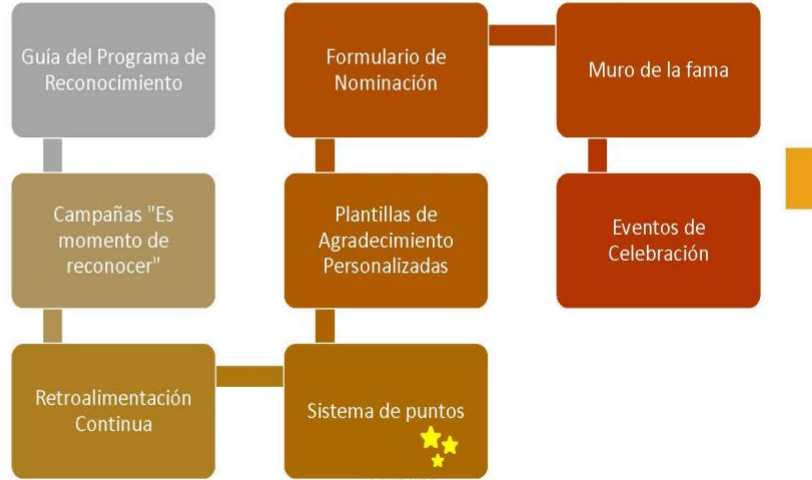 Guía del Programa de
Reconocimiento
Campañas "Es
momento de
reconocer"
Retroalimentación
Continua
Sistema de puntos
Plantillas de
Agradecimiento
Personalizadas
Formulario de
Nominación
Muro de la fama
Eventos de
Celebración